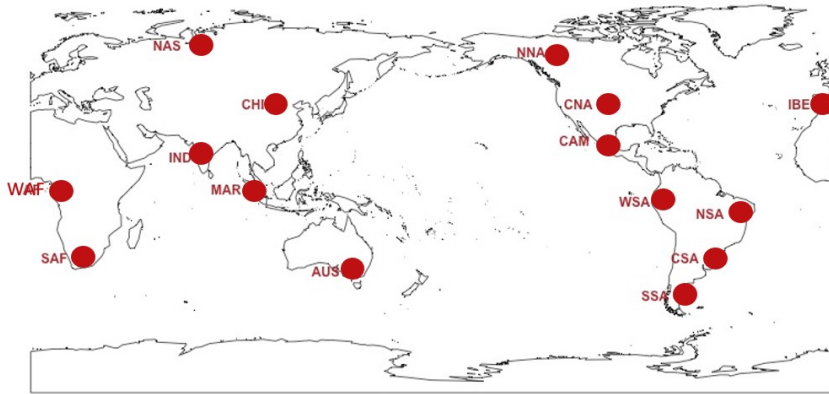 NAS
NNA
CHI
CNA
IBE
CAM
IND
WAF
MAR
WSA
NSA
SAF
AUS
CSA
SSA